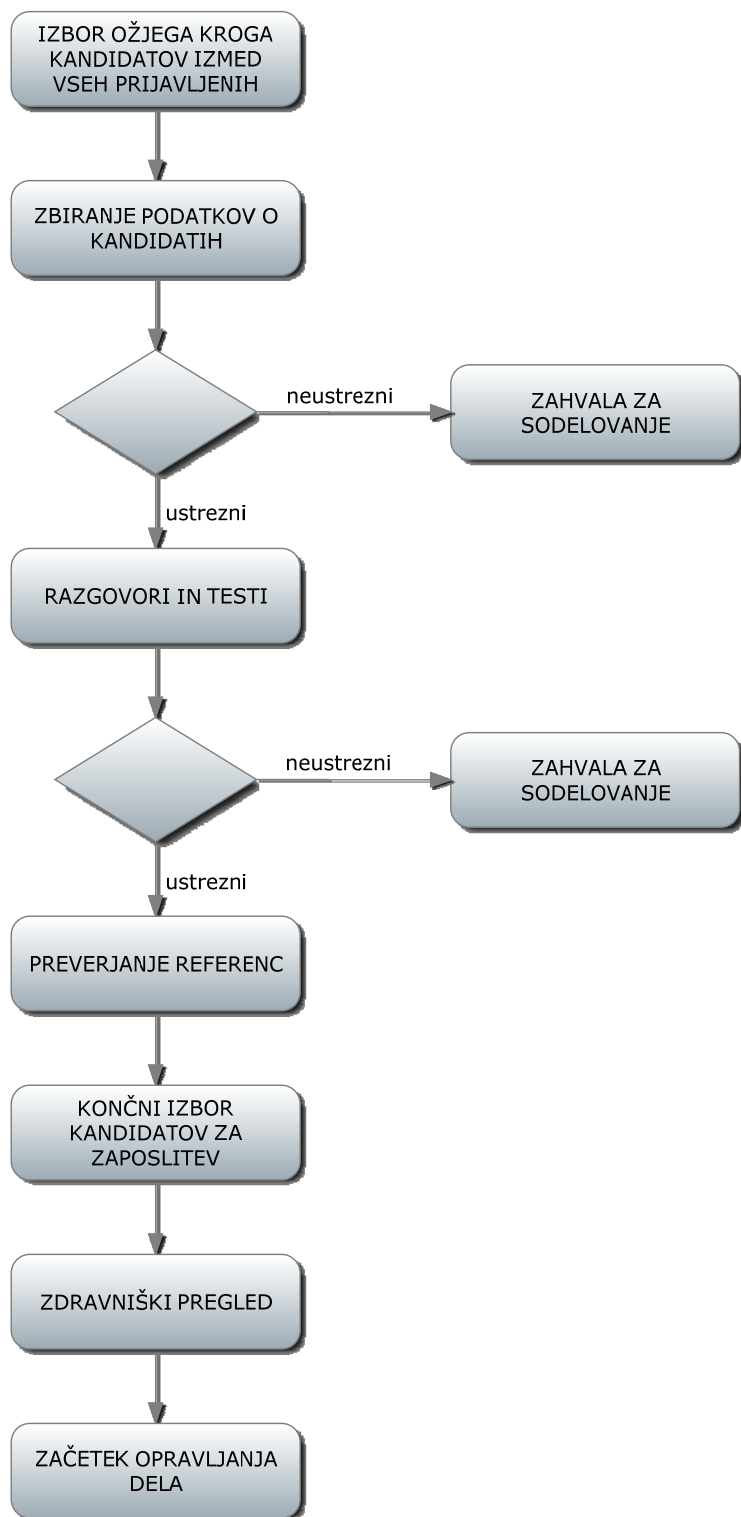 IZBOR OŽJEGA KROGA
KANDIDATOV IZMED
VSEH PRIJAVLJENIH
ZBIRANJE PODATKOV O
KANDIDATIH
neustrezni
ZAHVALA ZA
SODELOVANJE
ustrezni
RAZGOVORI IN TESTI
neustrezni
ZAHVALA ZA
SODELOVANJE
ustrezni
PREVERJANJE REFERENC
KONČNI IZBOR
KANDIDATOV ZA
ZAPOSLITEV
ZDRAVNIŠKI PREGLED
ZAČETEK OPRAVLJANJA
DELA